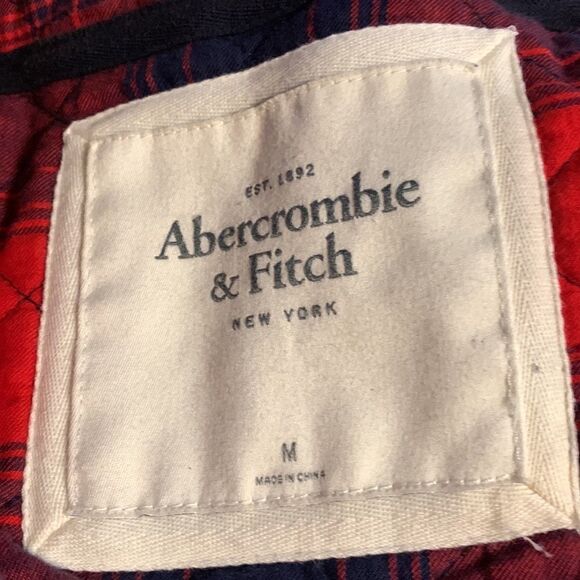 EST. 1892
Abercrombie
& Fitch
NEW YORK
M
MADE IN CHINA